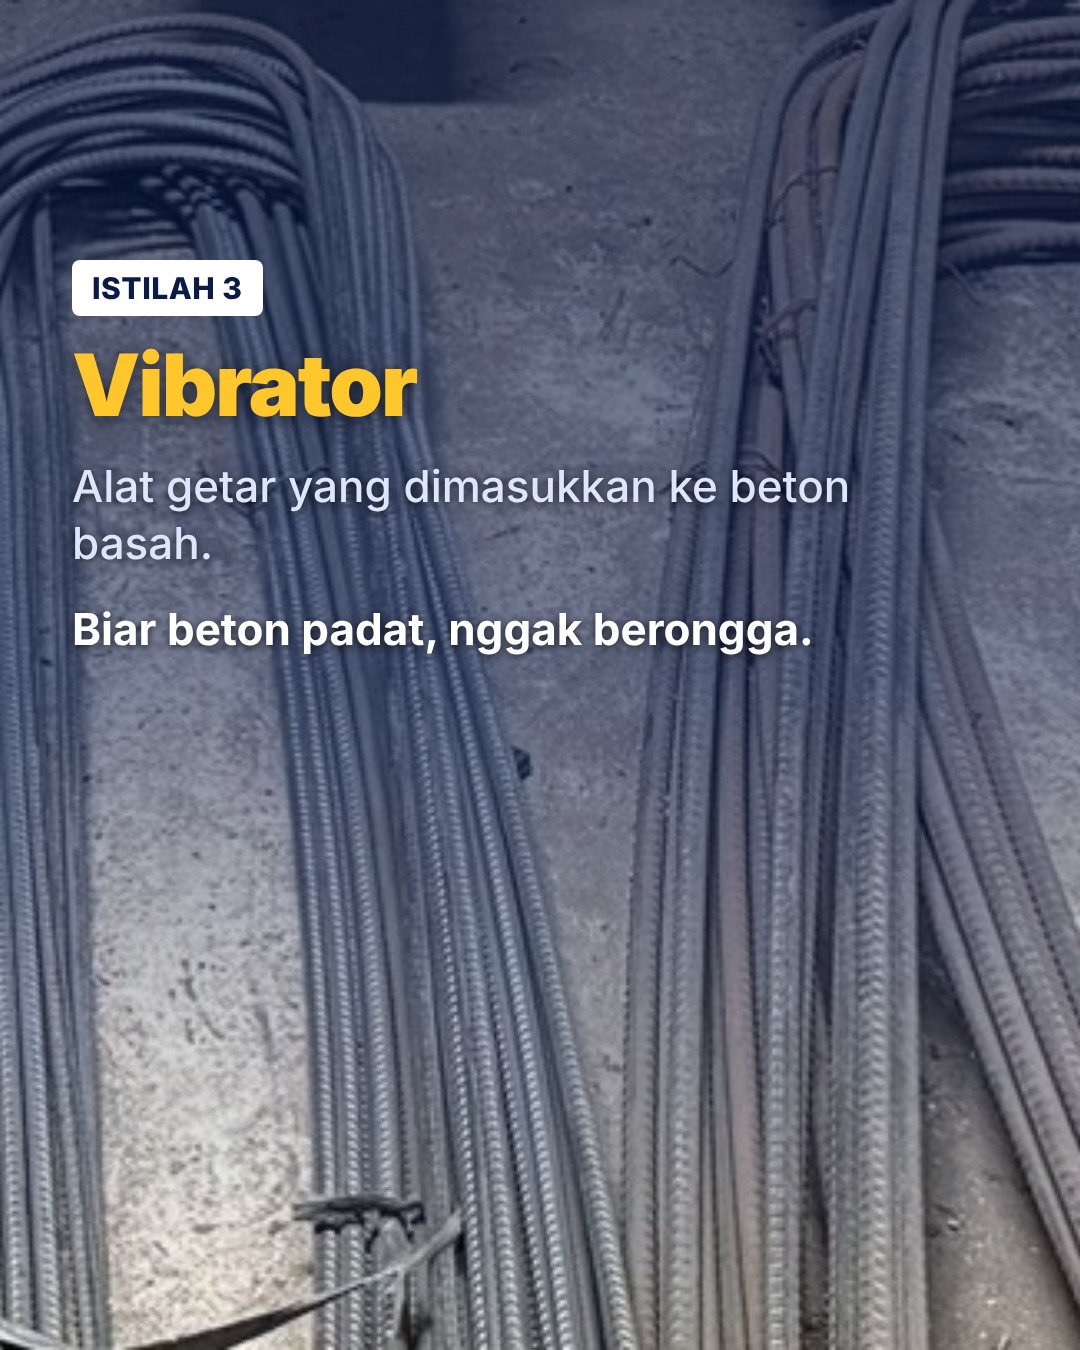 ISTILAH 3
Vibrator
Alat getar yang dimasukkan ke beton
basah.
Biar beton padat, nggak berongga.